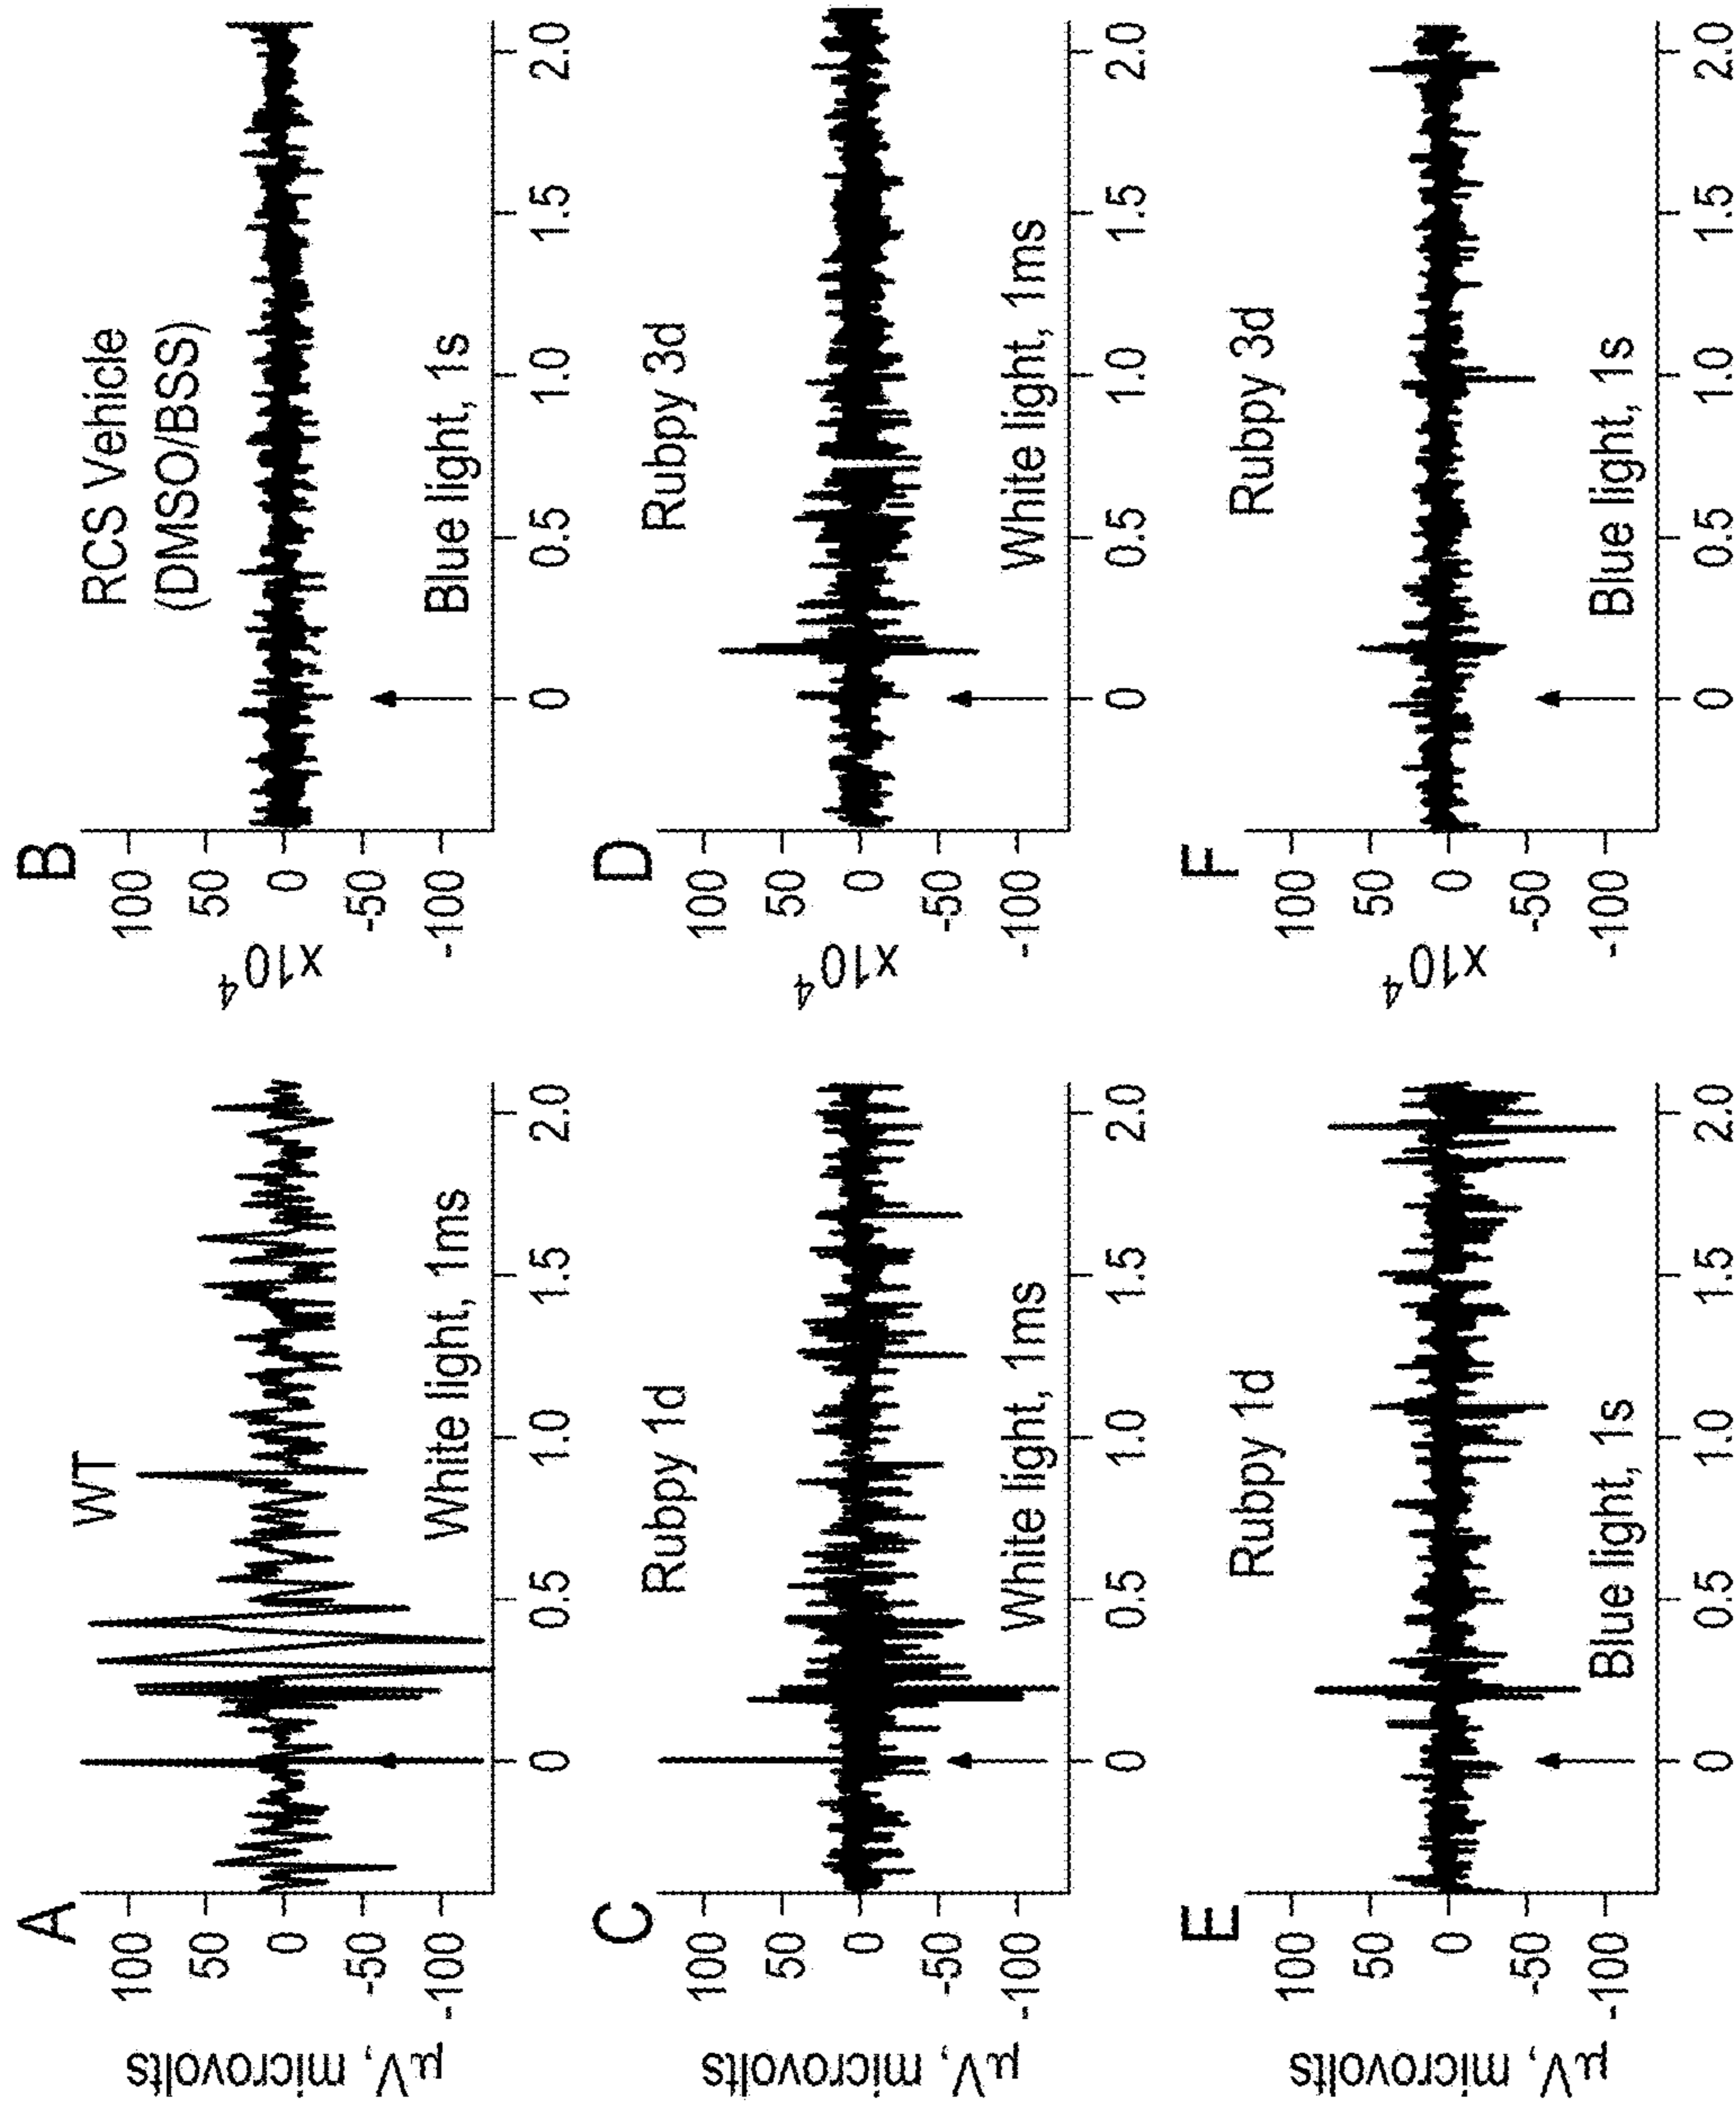 A
WT
μV, microvolts
100
50
0
-50
-100
White light, 1ms
0
0.5
1.0
1.5
2.0
B
RCS Vehicle
(DMSO/BSS)
x10⁴
100
50
0
-50
-100
Blue light, 1s
0
0.5
1.0
1.5
2.0
C
Rubpy 1d
μV, microvolts
100
50
0
-50
-100
White light, 1ms
0
0.5
1.0
1.5
2.0
D
Rubpy 3d
x10⁴
100
50
0
-50
-100
White light, 1ms
0
0.5
1.0
1.5
2.0
E
Rubpy 1d
μV, microvolts
100
50
0
-50
-100
Blue light, 1s
0
0.5
1.0
1.5
2.0
F
Rubpy 3d
x10⁴
100
50
0
-50
-100
Blue light, 1s
0
0.5
1.0
1.5
2.0